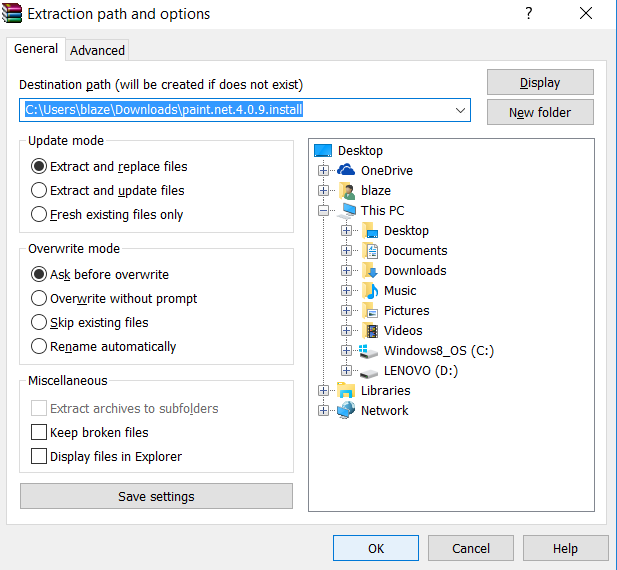 Extraction path and options
?
General
Advanced
Destination path (will be created if does not exist)
Display
C:\Users\blaze\Downloads\paint.net.4.0.9.install
New folder
Update mode
Extract and replace files
Extract and update files
Fresh existing files only
Overwrite mode
Ask before overwrite
Overwrite without prompt
Skip existing files
Rename automatically
Miscellaneous
Extract archives to subfolders
Keep broken files
Display files in Explorer
Save settings
Desktop
OneDrive
blaze
This PC
Desktop
Documents
Downloads
Music
Pictures
Videos
Windows8_OS (C:)
LENOVO (D:)
Libraries
Network
OK
Cancel
Help